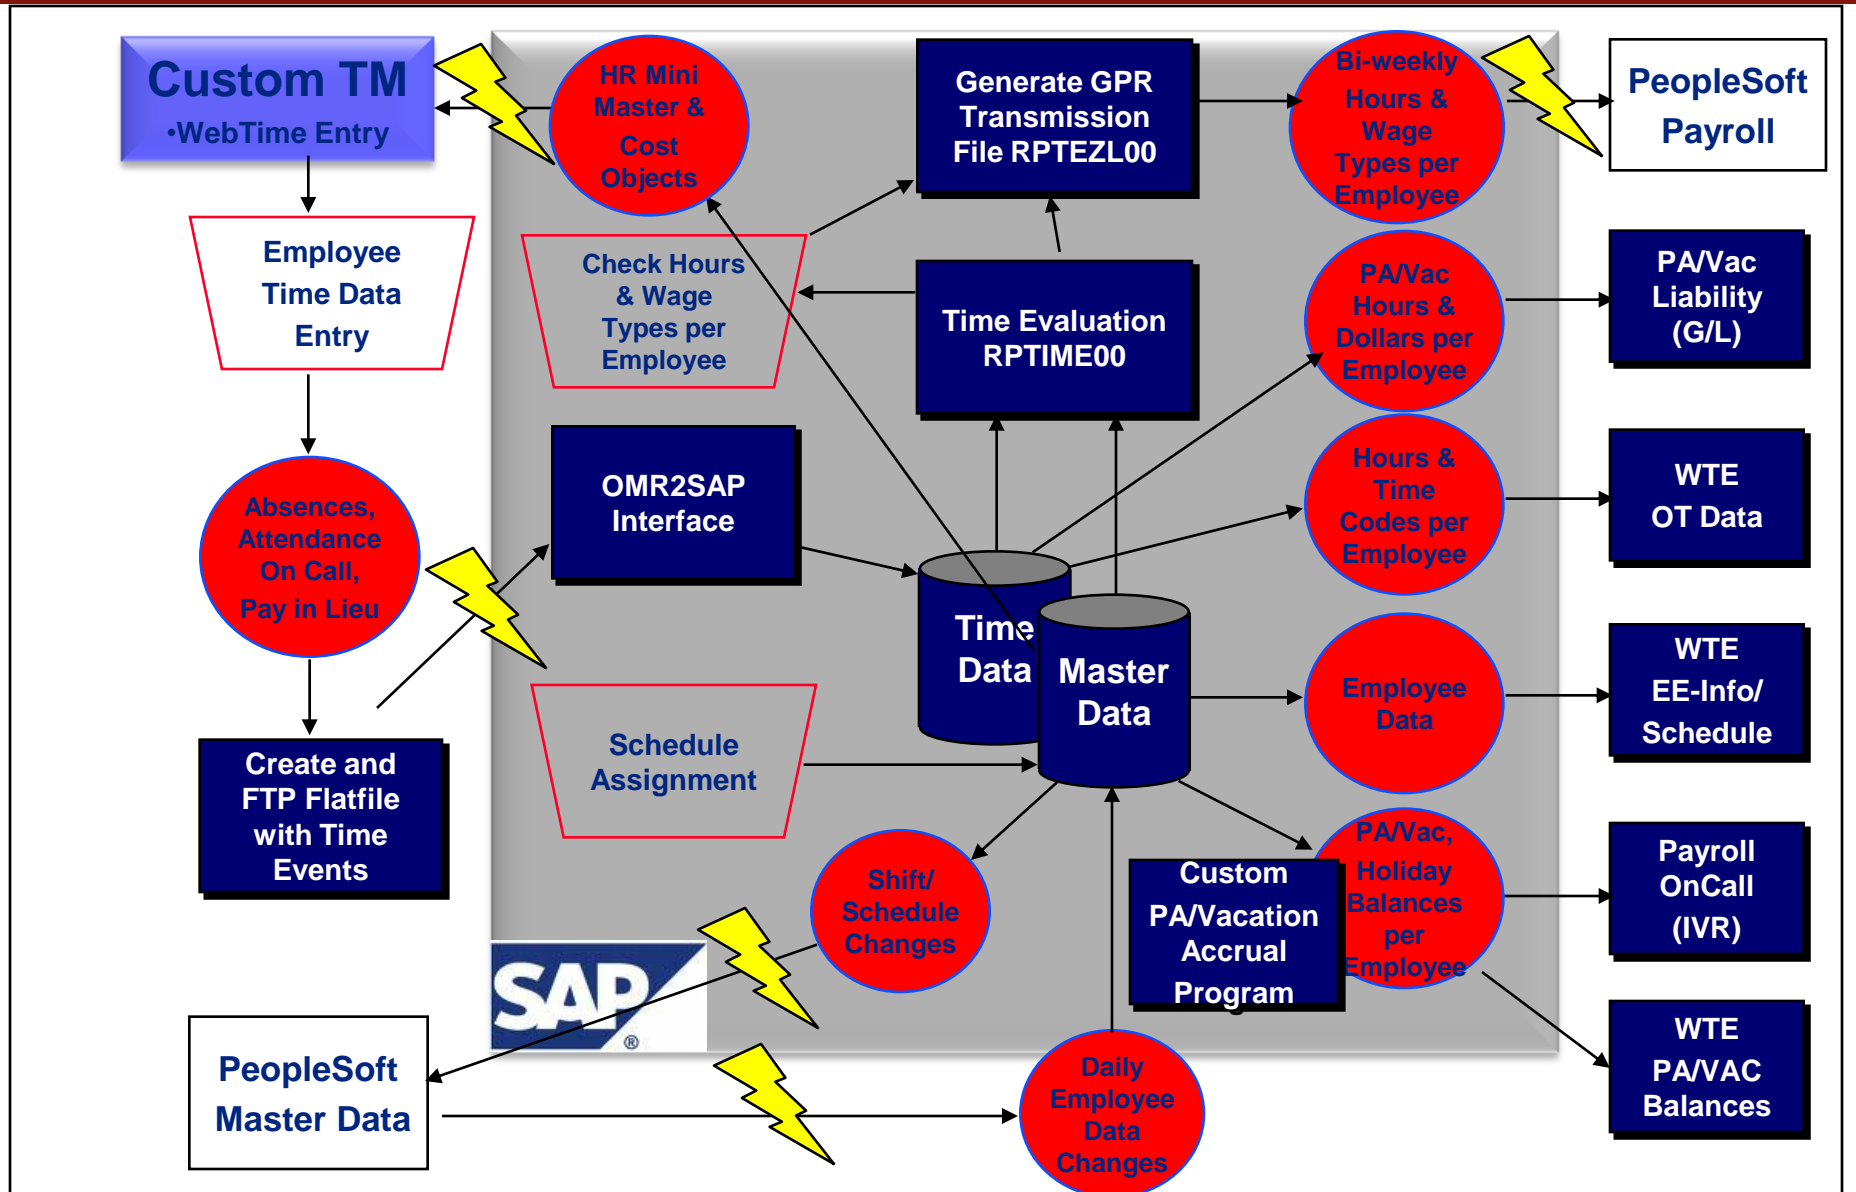 Custom TM
•WebTime Entry
HR Mini
Master &
Cost
Objects
Generate GPR
Transmission
File RPTEZL00
Bi-weekly
Hours &
Wage
Types per
Employee
PeopleSoft
Payroll
Employee
Time Data
Entry
Check Hours
& Wage
Types per
Employee
Time Evaluation
RPTIME00
PA/Vac
Hours &
Dollars per
Employee
PA/Vac
Liability
(G/L)
Absences,
Attendance
On Call,
Pay in Lieu
OMR2SAP
Interface
Hours &
Time
Codes per
Employee
WTE
OT Data
Time
Data
Master
Data
Employee
Data
WTE
EE-Info/
Schedule
Create and
FTP Flatfile
with Time
Events
Schedule
Assignment
Shift/
Schedule
Changes
Custom
PA/Vacation
Accrual
Program
PA/Vac,
Holiday
Balances
per
Employee
Payroll
OnCall
(IVR)
SAP
®
PeopleSoft
Master Data
Daily
Employee
Data
Changes
WTE
PA/VAC
Balances